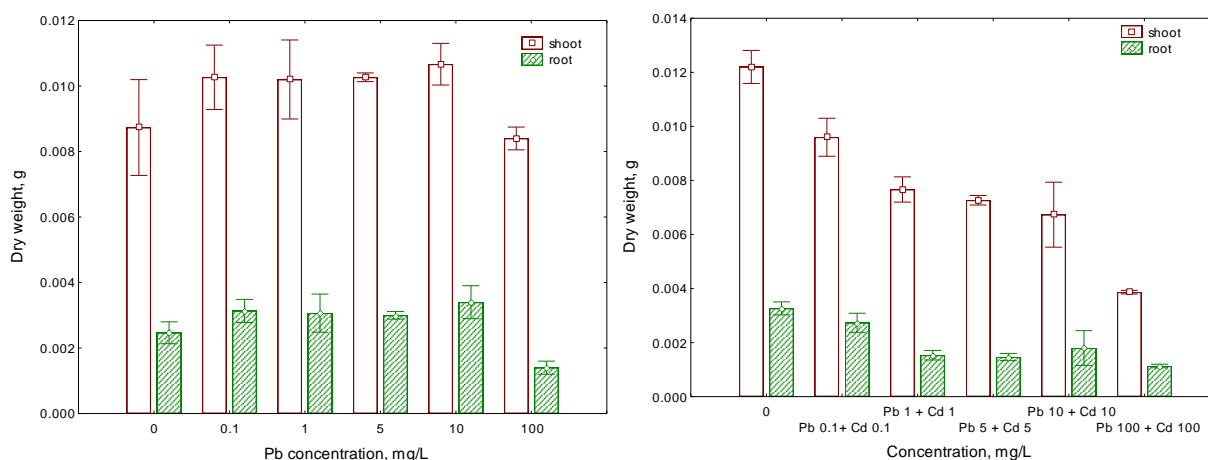 0.012
0.010
0.008
0.006
0.004
0.002
0.000
Dry weight, g
shoot
root
0 0.1 1 5 10 100
Pb concentration, mg/L
0.014
0.012
0.010
0.008
0.006
0.004
0.002
0.000
Dry weight, g
shoot
root
0 Pb 1 + Cd 1 Pb 10 + Cd 10
Pb 0.1+ Cd 0.1 Pb 5 + Cd 5 Pb 100 + Cd 100
Concentration, mg/L